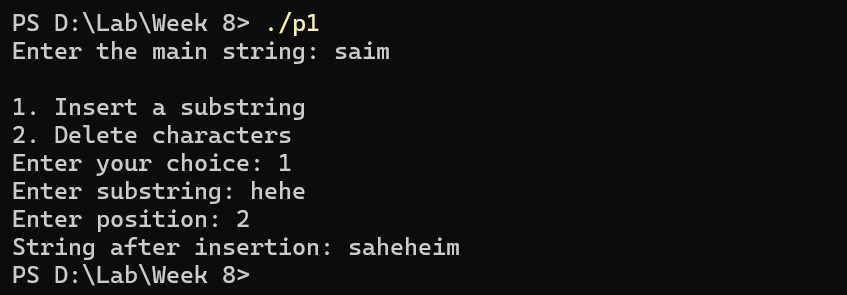 PS D:\Lab\Week 8> ./p1
Enter the main string: saim
1. Insert a substring
2. Delete characters
Enter your choice: 1
Enter substring: hehe
Enter position: 2
String after insertion: saheheim
PS D:\Lab\Week 8>